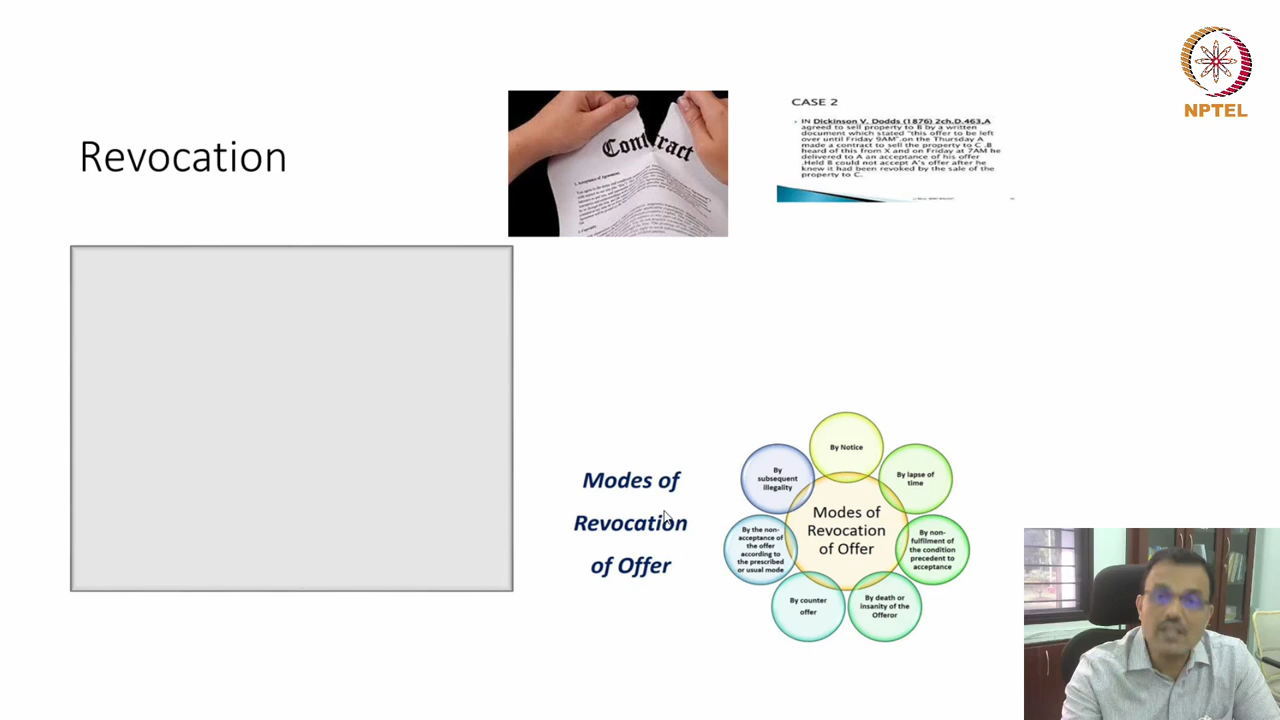 Revocation
Contract
CASE 2
IN Dickinson V. Dodds (1876) 2ch.D.463,A
agreed to sell property to B by a written
document which stated "this offer to be left
over until Friday 9AM".on the Thursday A
made a contract to sell the property to C .B
heard of this from X and on Friday at 7AM he
delivered to A an acceptance of his offer
.Held B could not accept A's offer after he
knew it had been revoked by the sale of the
property to C.
NPTEL
Modes of
Revocation
of Offer
By Notice
By lapse of
time
By non-
fulfilment of
the condition
precedent to
acceptance
By death or
insanity of the
Offeror
By counter
offer
By the non-
acceptance of
the offer
according to
the prescribed
or usual mode
By
subsequent
illegality
Modes of
Revocation
of Offer